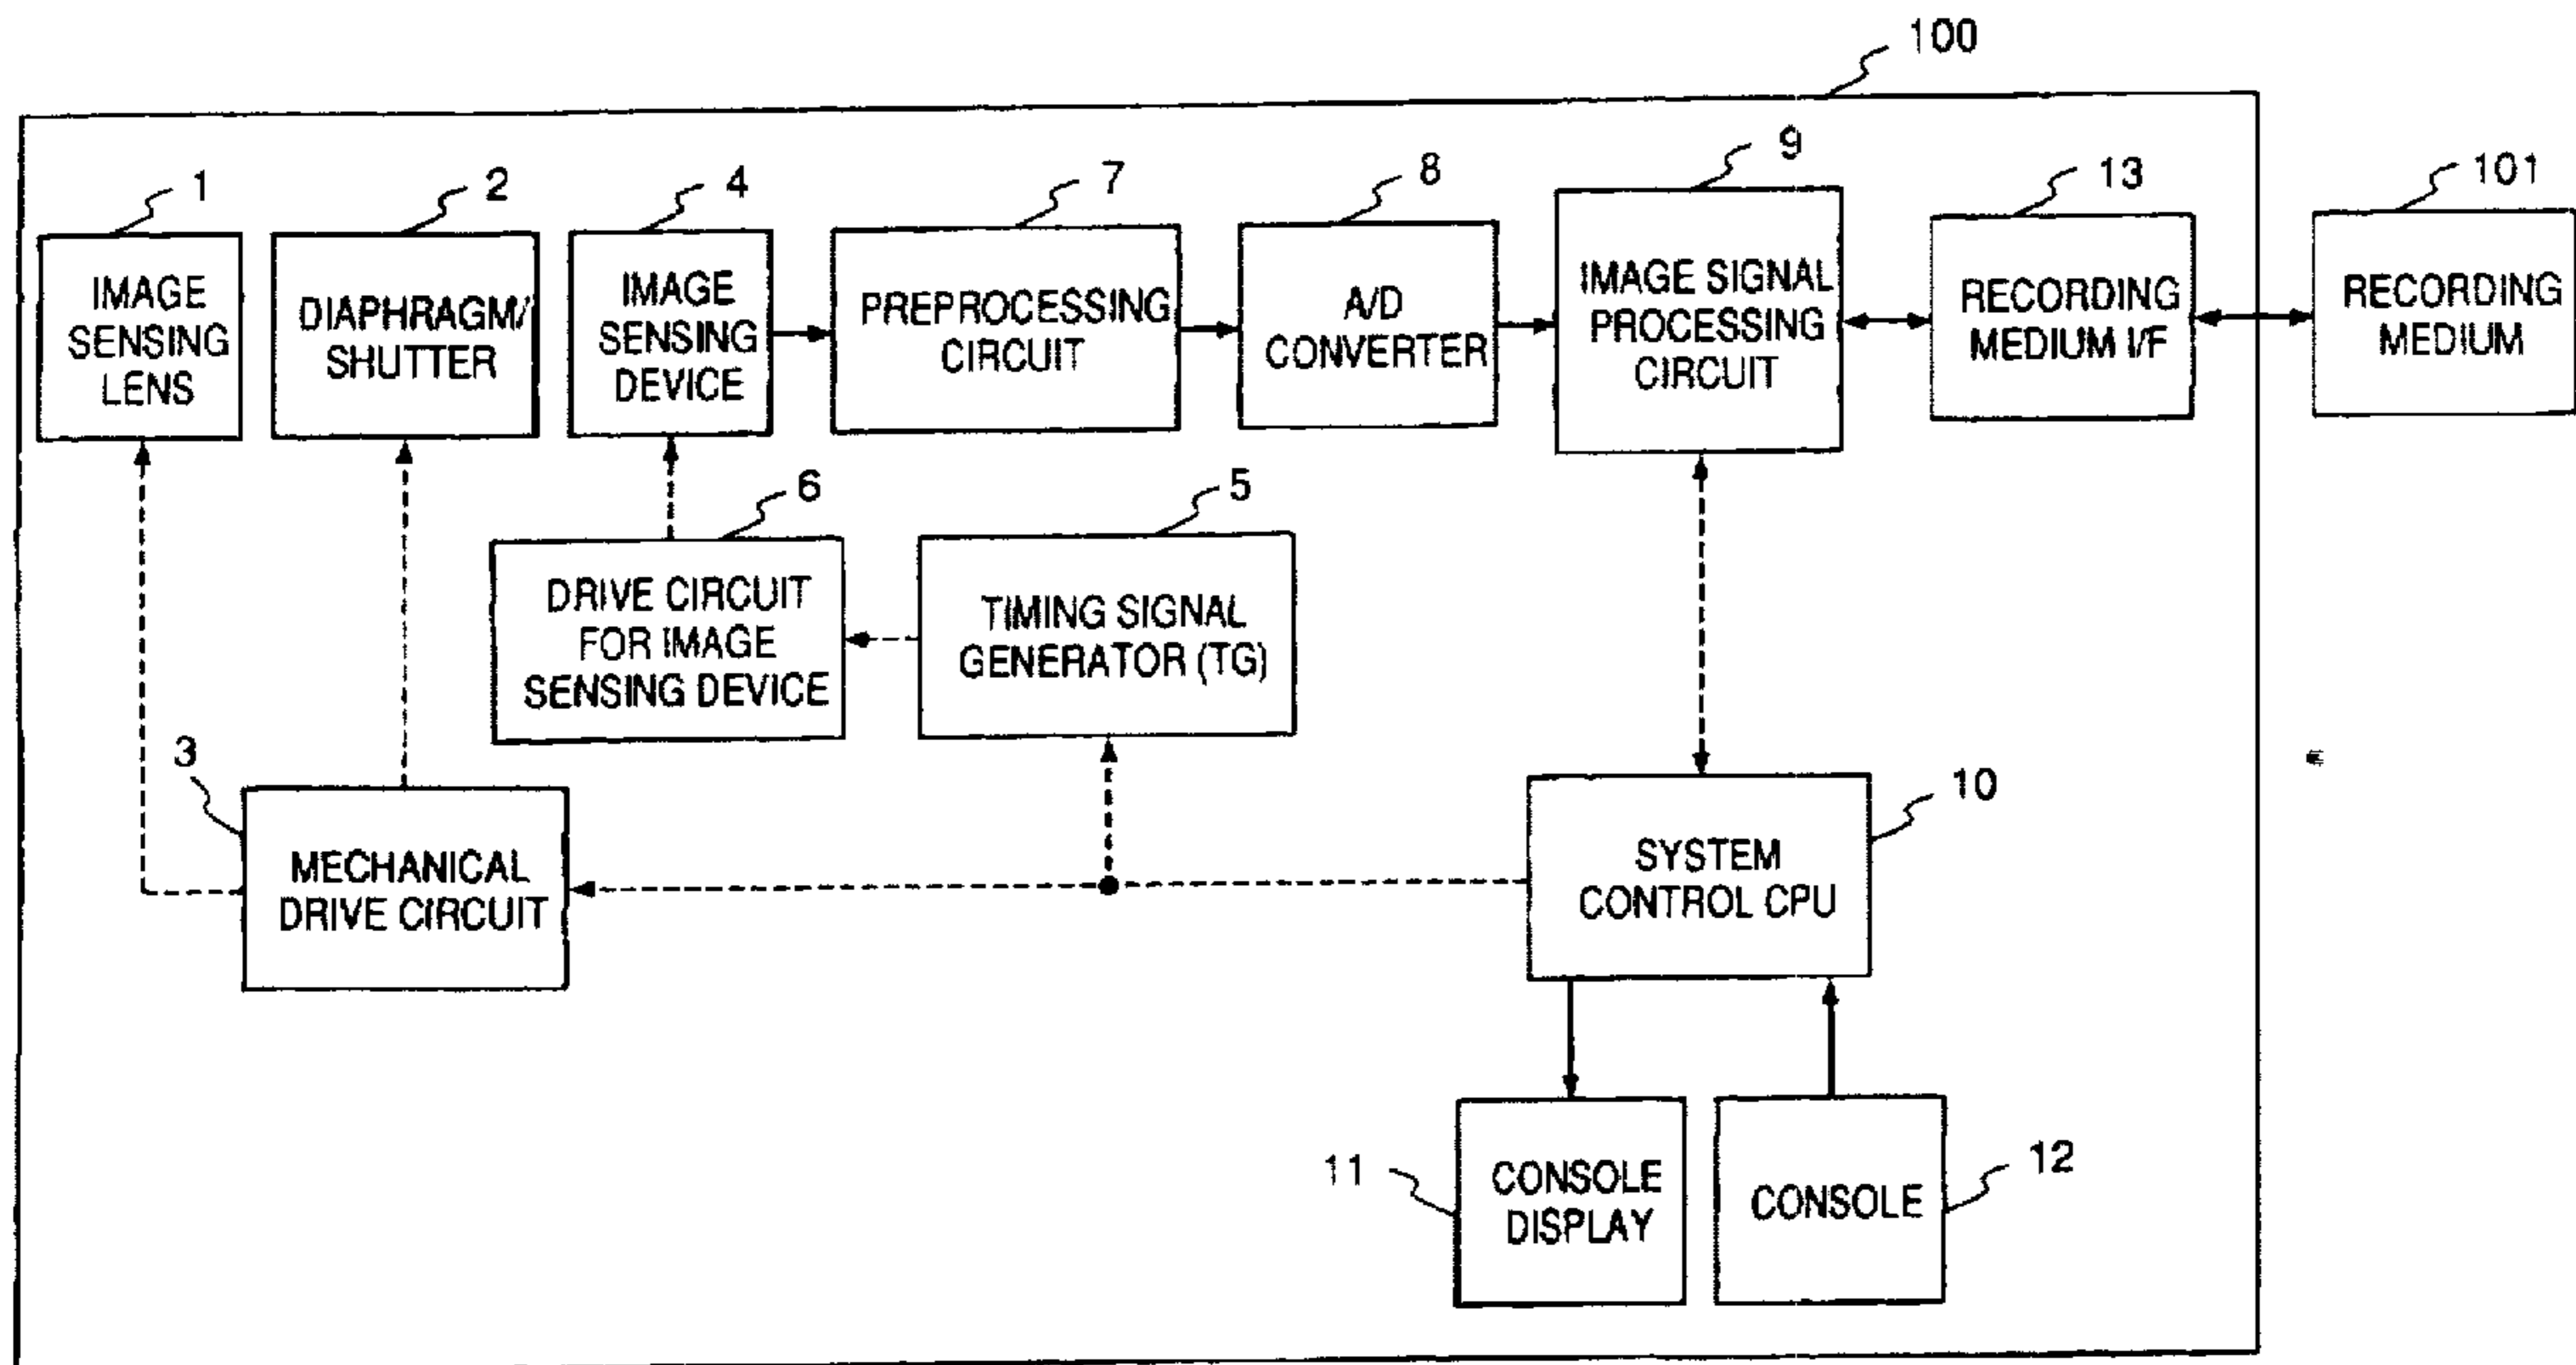 100
1
2
4
7
8
9
13
101
IMAGE
SENSING
LENS
DIAPHRAGM/
SHUTTER
IMAGE
SENSING
DEVICE
PREPROCESSING
CIRCUIT
A/D
CONVERTER
IMAGE SIGNAL
PROCESSING
CIRCUIT
RECORDING
MEDIUM I/F
RECORDING
MEDIUM
6
5
DRIVE CIRCUIT
FOR IMAGE
SENSING DEVICE
TIMING SIGNAL
GENERATOR (TG)
3
10
MECHANICAL
DRIVE CIRCUIT
SYSTEM
CONTROL CPU
11
12
CONSOLE
DISPLAY
CONSOLE